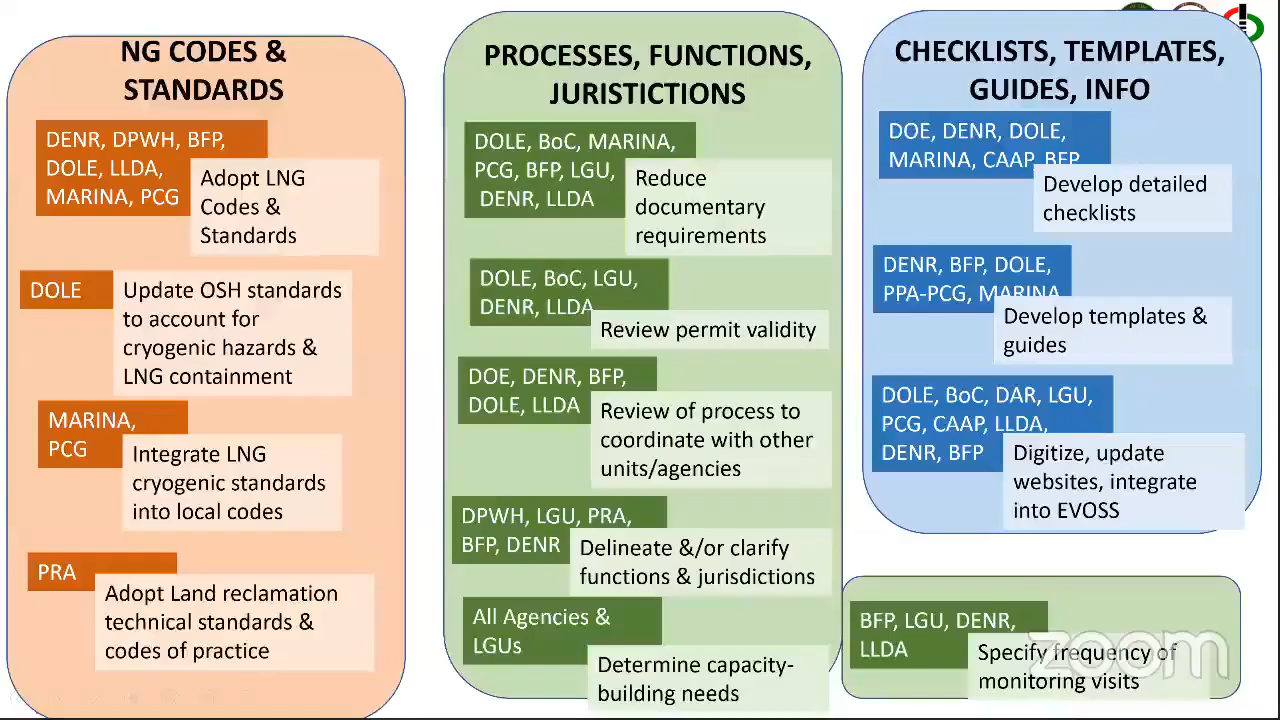 NG CODES &
STANDARDS
DENR, DPWH, BFP,
DOLE, LLDA,
MARINA, PCG
Adopt LNG
Codes &
Standards
DOLE
Update OSH standards
to account for
cryogenic hazards &
LNG containment
MARINA,
PCG
Integrate LNG
cryogenic standards
into local codes
PRA
Adopt Land reclamation
technical standards &
codes of practice
PROCESSES, FUNCTIONS,
JURISTICTIONS
DOLE, BoC, MARINA,
PCG, BFP, LGU,
DENR, LLDA
Reduce
documentary
requirements
DOLE, BoC, LGU,
DENR, LLDA
Review permit validity
DOE, DENR, BFP,
DOLE, LLDA
Review of process to
coordinate with other
units/agencies
DPWH, LGU, PRA,
BFP, DENR
Delineate &/or clarify
functions & jurisdictions
All Agencies &
LGUs
Determine capacity-
building needs
CHECKLISTS, TEMPLATES,
GUIDES, INFO
DOE, DENR, DOLE,
MARINA, CAAP, BFP
Develop detailed
checklists
DENR, BFP, DOLE,
PPA-PCG, MARINA
Develop templates &
guides
DOLE, BoC, DAR, LGU,
PCG, CAAP, LLDA,
DENR, BFP
Digitize, update
websites, integrate
into EVOSS
BFP, LGU, DENR,
LLDA
Specify frequency of
monitoring visits
zoom